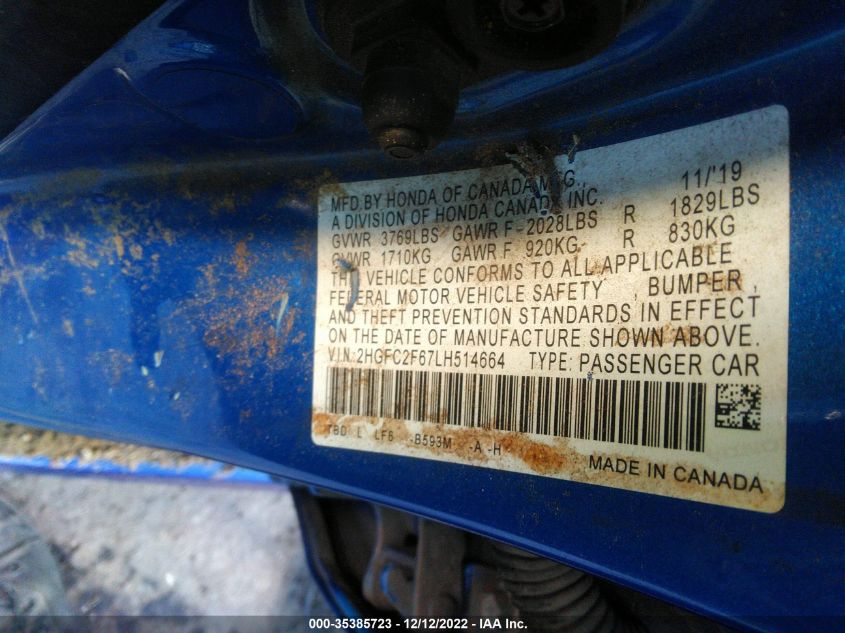 MFD. BY HONDA OF CANADA MFG., 11/'19
A DIVISION OF HONDA CANADA INC.
GVWR 3769LBS GAWR F-2028LBS R 1829LBS
GVWR 1710KG GAWR F 920KG R 830KG
THIS VEHICLE CONFORMS TO ALL APPLICABLE
FEDERAL MOTOR VEHICLE SAFETY, BUMPER,
AND THEFT PREVENTION STANDARDS IN EFFECT
ON THE DATE OF MANUFACTURE SHOWN ABOVE.
V.I.N: 2HGFC2F67LH514664 TYPE: PASSENGER CAR
TBD L LF6 -B593M -A -H
MADE IN CANADA
000-35385723 - 12/12/2022 - IAA Inc.